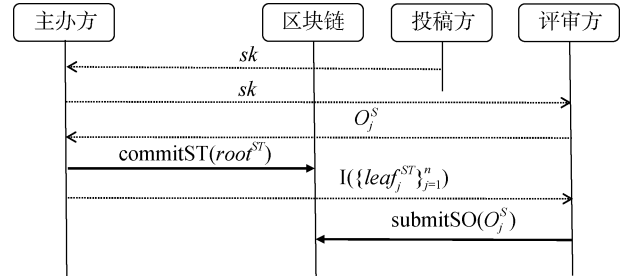 主办方 区块链 投稿方 评审方
sk
sk
O_j^S
commitST(root^{ST})
I({leaf_j^{ST}}_{j=1}^n)
submitSO(O_j^S)